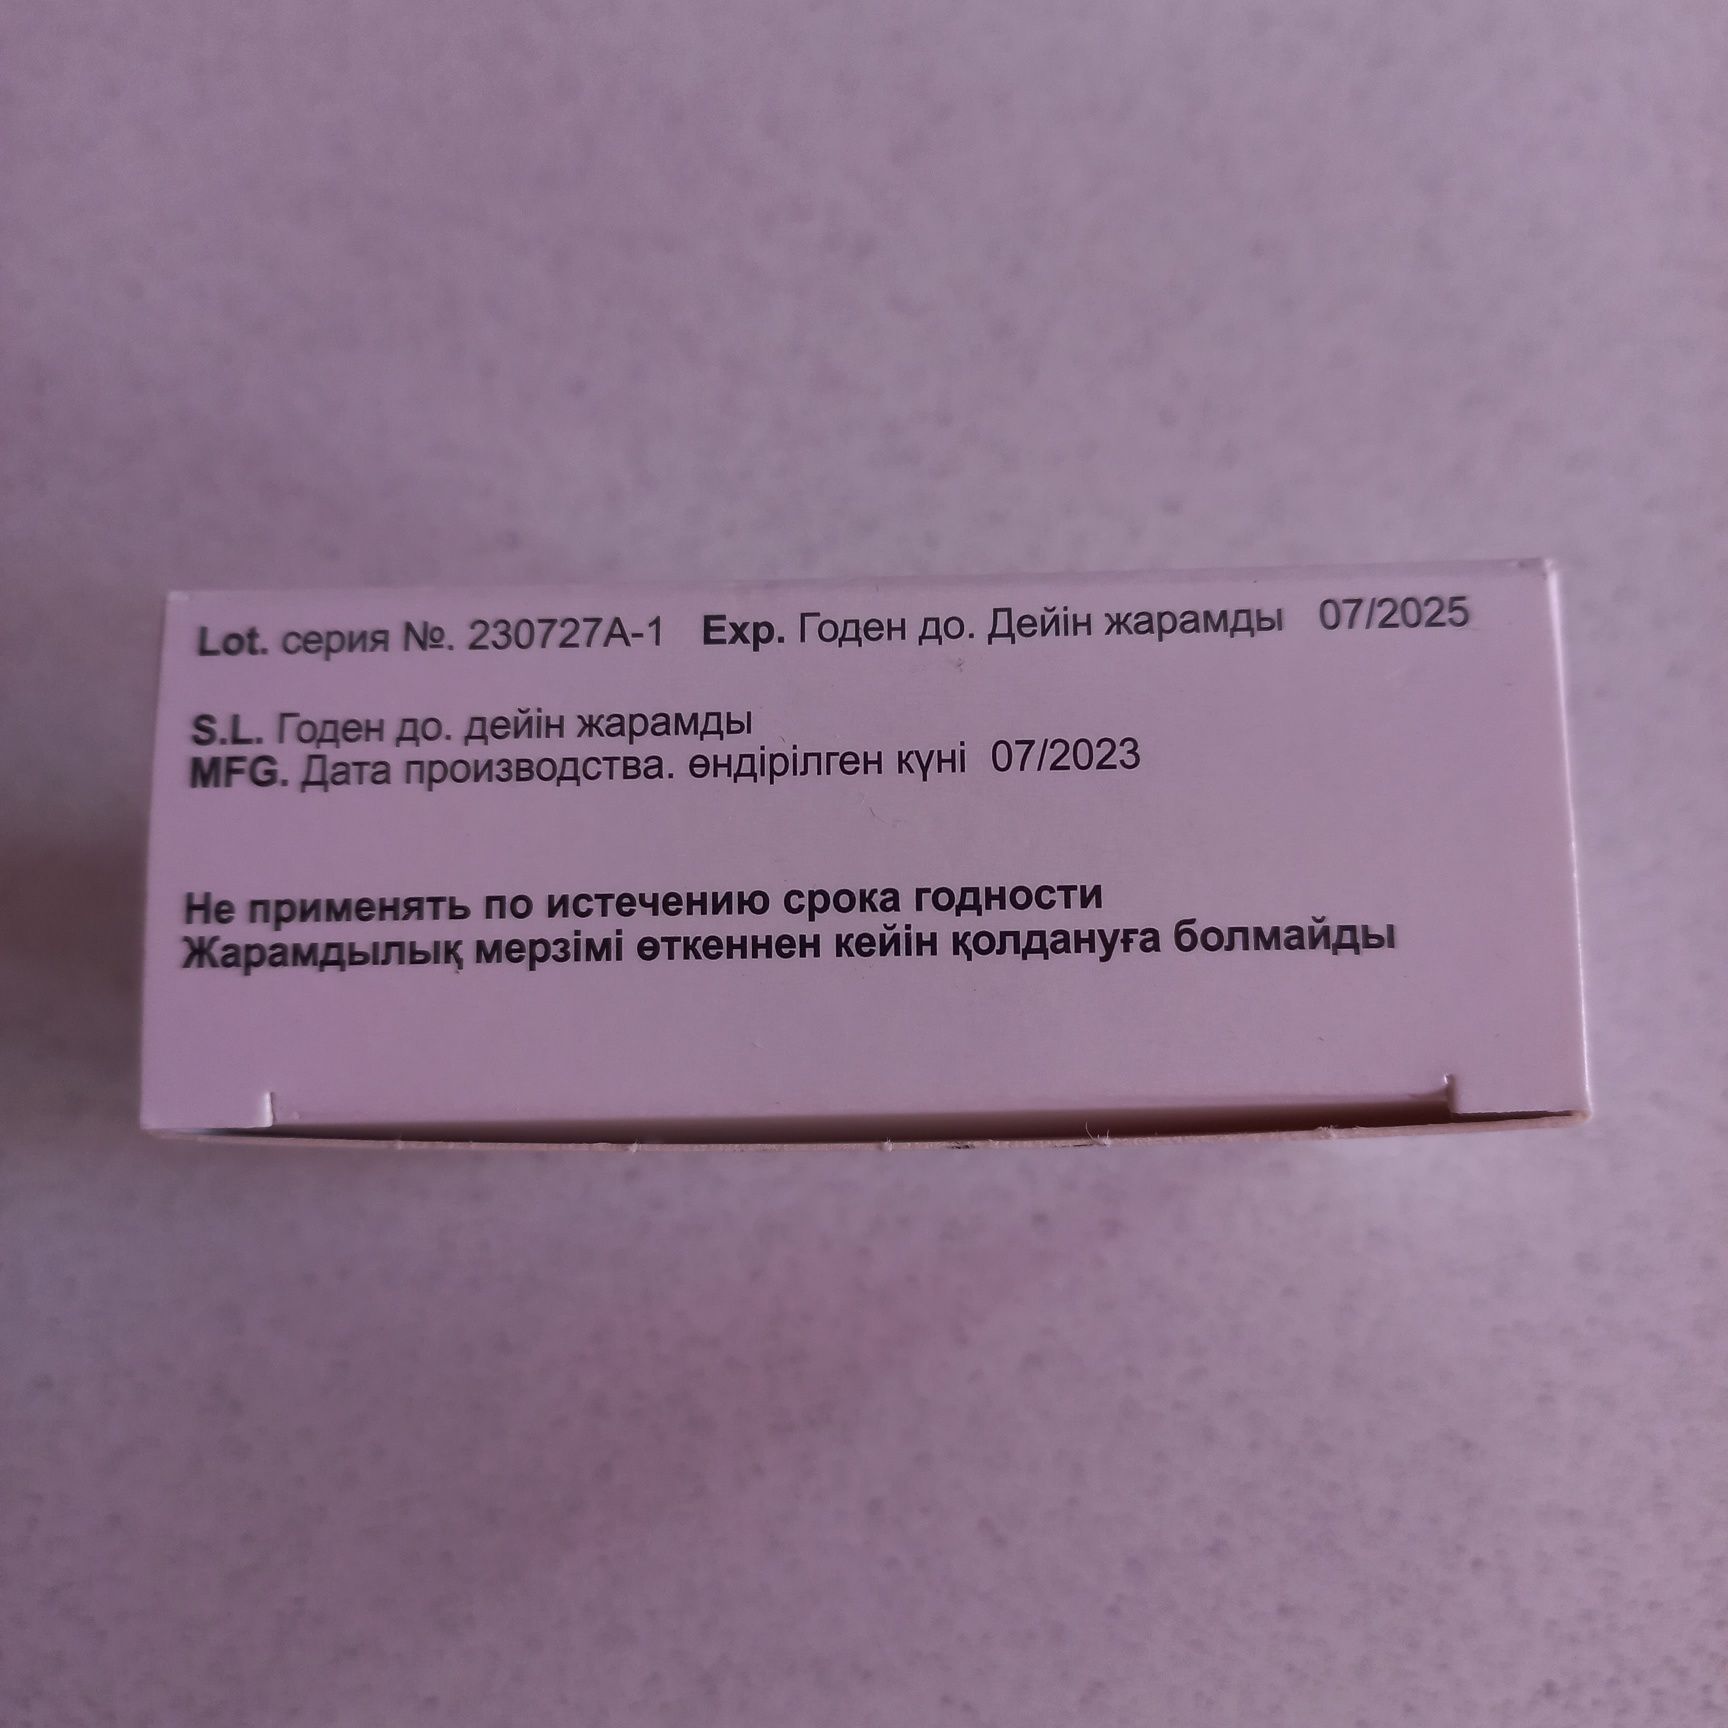 Lot. серия №. 230727A-1 Exp. Годен до. Дейін жарамды 07/2025
S.L. Годен до. дейін жарамды
MFG. Дата производства. өндірілген күні 07/2023
Не применять по истечению срока годности
Жарамдылық мерзімі өткеннен кейін қолдануға болмайды